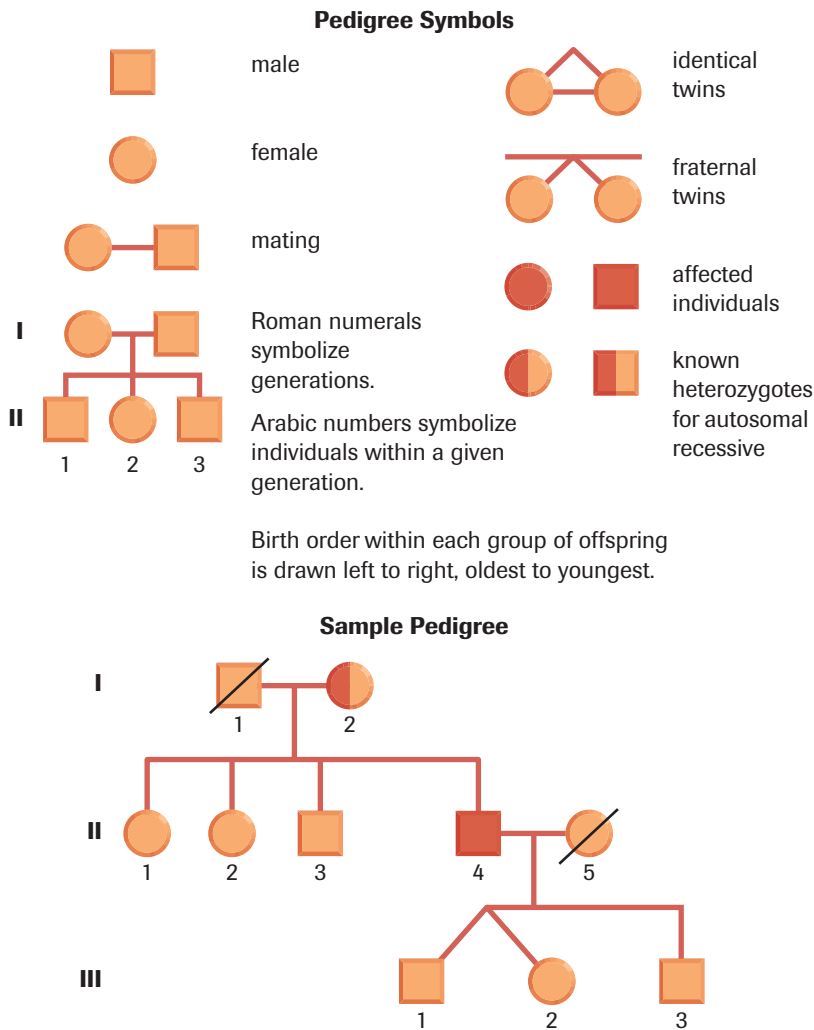 Pedigree Symbols
male
female
mating
I
Roman numerals
symbolize
generations.
II
1 2 3
Arabic numbers symbolize
individuals within a given
generation.
Birth order within each group of offspring
is drawn left to right, oldest to youngest.
identical
twins
fraternal
twins
affected
individuals
known
heterozygotes
for autosomal
recessive
Sample Pedigree
I
1 2
II
1 2 3 4 5
III
1 2 3